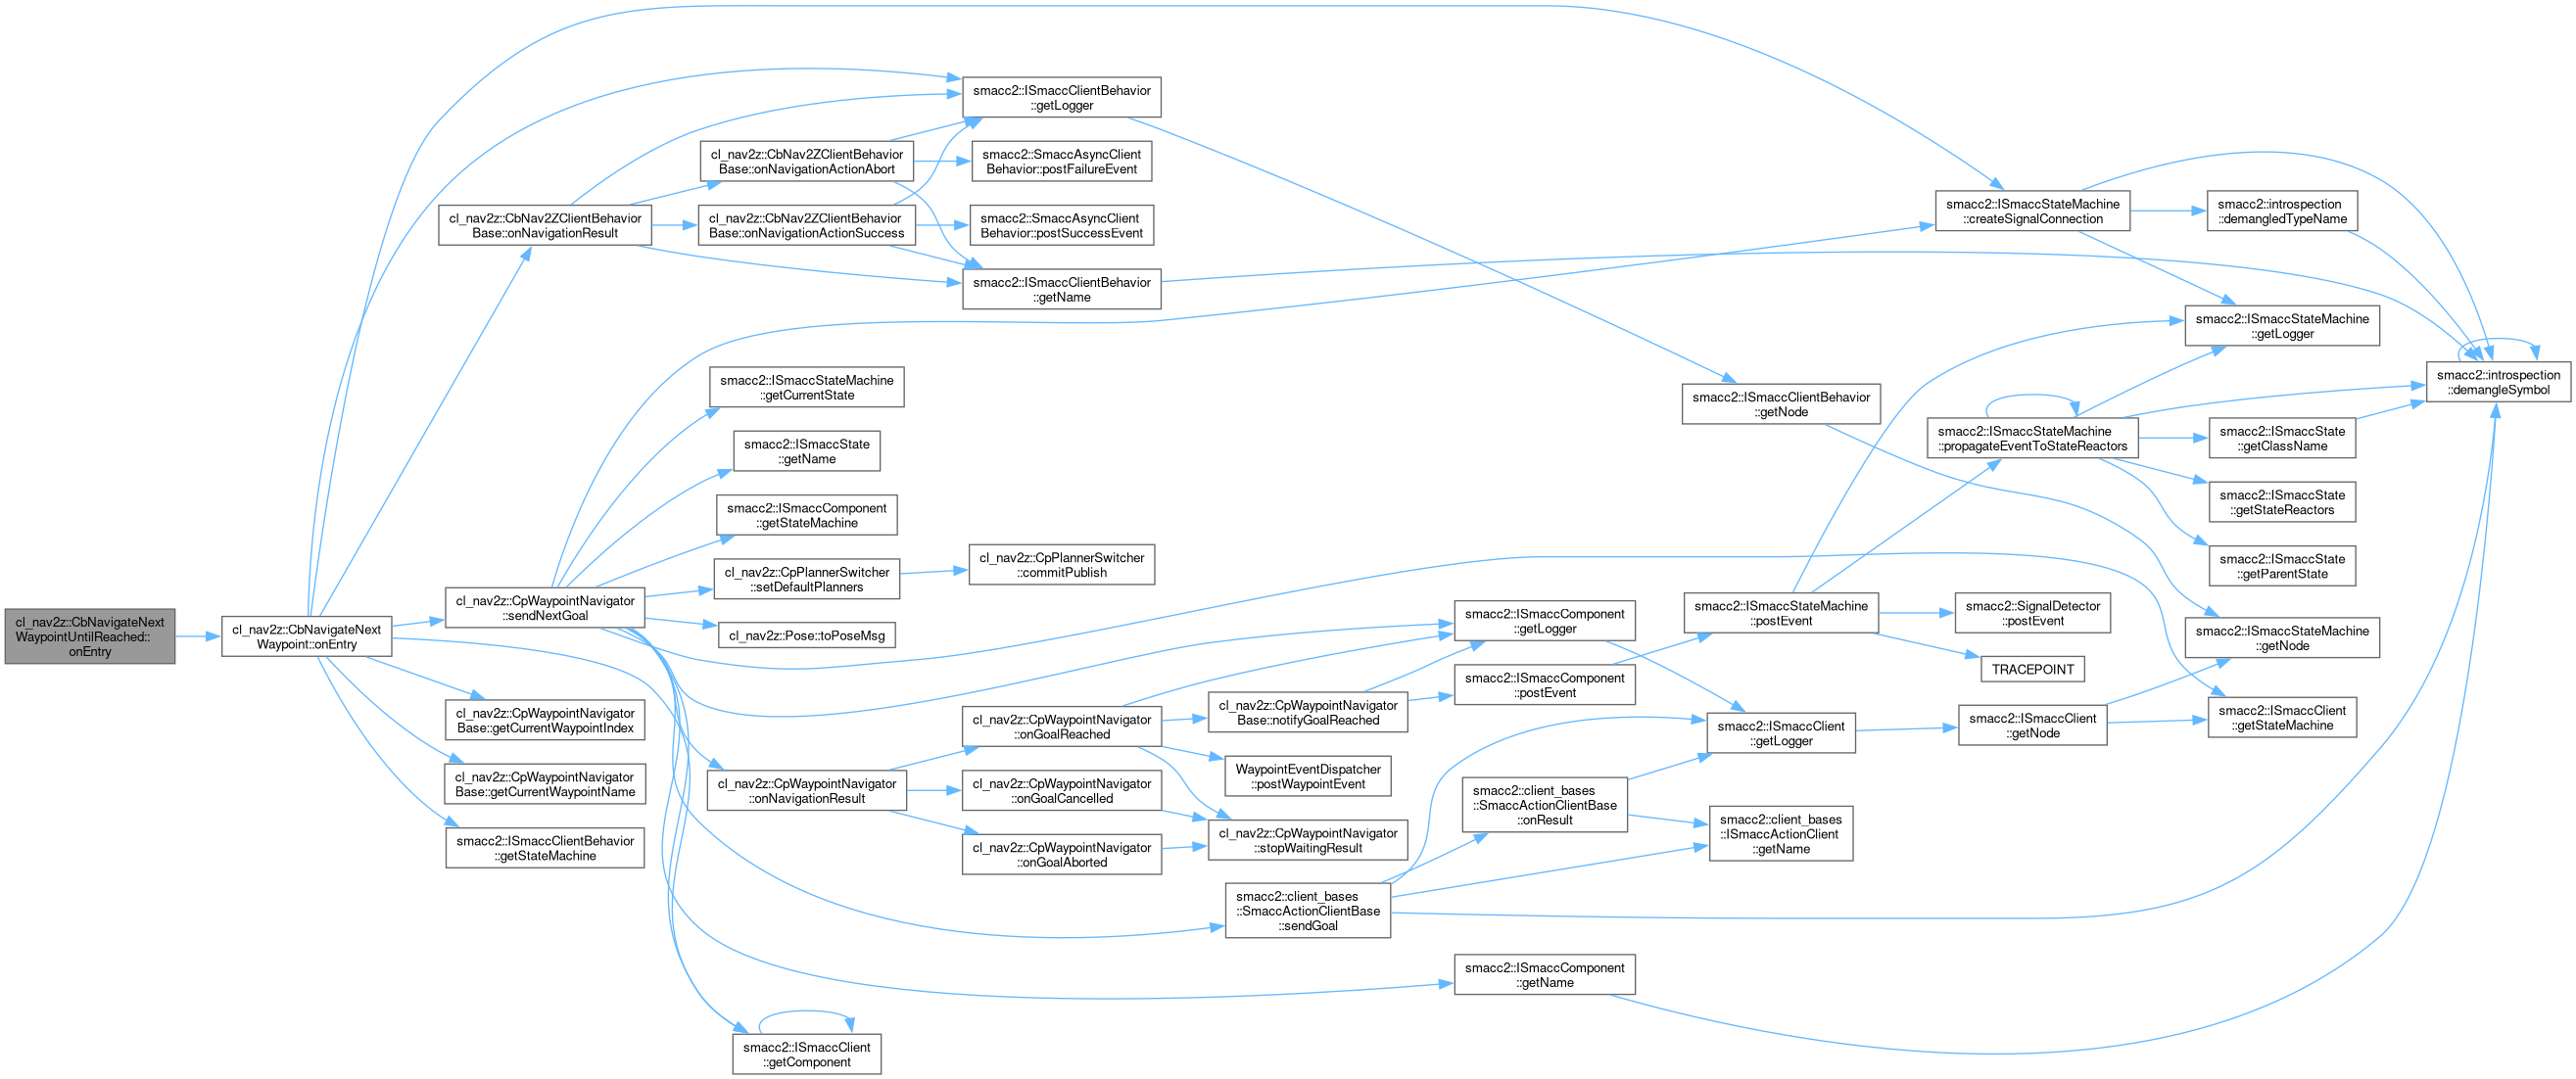 cl_nav2z::CbNavigateNext
WaypointUntilReached::
onEntry
cl_nav2z::CbNavigateNext
Waypoint::onEntry
cl_nav2z::CbNav2ZClientBehavior
Base::onNavigationResult
cl_nav2z::CpWaypointNavigator
::sendNextGoal
cl_nav2z::CpWaypointNavigator
Base::getCurrentWaypointIndex
cl_nav2z::CpWaypointNavigator
Base::getCurrentWaypointName
smacc2::ISmaccClientBehavior
::getStateMachine
cl_nav2z::CbNav2ZClientBehavior
Base::onNavigationActionAbort
cl_nav2z::CbNav2ZClientBehavior
Base::onNavigationActionSuccess
smacc2::ISmaccStateMachine
::getCurrentState
smacc2::ISmaccState
::getName
smacc2::ISmaccComponent
::getStateMachine
cl_nav2z::CpPlannerSwitcher
::setDefaultPlanners
cl_nav2z::Pose::toPoseMsg
cl_nav2z::CpWaypointNavigator
::onNavigationResult
smacc2::ISmaccClient
::getComponent
smacc2::ISmaccClientBehavior
::getLogger
smacc2::SmaccAsyncClient
Behavior::postFailureEvent
smacc2::SmaccAsyncClient
Behavior::postSuccessEvent
smacc2::ISmaccClientBehavior
::getName
cl_nav2z::CpPlannerSwitcher
::commitPublish
cl_nav2z::CpWaypointNavigator
::onGoalReached
cl_nav2z::CpWaypointNavigator
::onGoalCancelled
cl_nav2z::CpWaypointNavigator
::onGoalAborted
cl_nav2z::CpWaypointNavigator
Base::notifyGoalReached
WaypointEventDispatcher
::postWaypointEvent
cl_nav2z::CpWaypointNavigator
::stopWaitingResult
smacc2::client_bases
::SmaccActionClientBase
::sendGoal
smacc2::ISmaccComponent
::getLogger
smacc2::ISmaccComponent
::postEvent
smacc2::client_bases
::SmaccActionClientBase
::onResult
smacc2::ISmaccComponent
::getName
smacc2::ISmaccClientBehavior
::getNode
smacc2::ISmaccStateMachine
::postEvent
smacc2::ISmaccClient
::getLogger
smacc2::client_bases
::ISmaccActionClient
::getName
smacc2::ISmaccStateMachine
::createSignalConnection
smacc2::ISmaccStateMachine
::propagateEventToStateReactors
smacc2::SignalDetector
::postEvent
TRACEPOINT
smacc2::ISmaccClient
::getNode
smacc2::introspection
::demangledTypeName
smacc2::ISmaccStateMachine
::getLogger
smacc2::ISmaccState
::getClassName
smacc2::ISmaccState
::getStateReactors
smacc2::ISmaccState
::getParentState
smacc2::ISmaccStateMachine
::getNode
smacc2::ISmaccClient
::getStateMachine
smacc2::introspection
::demangleSymbol